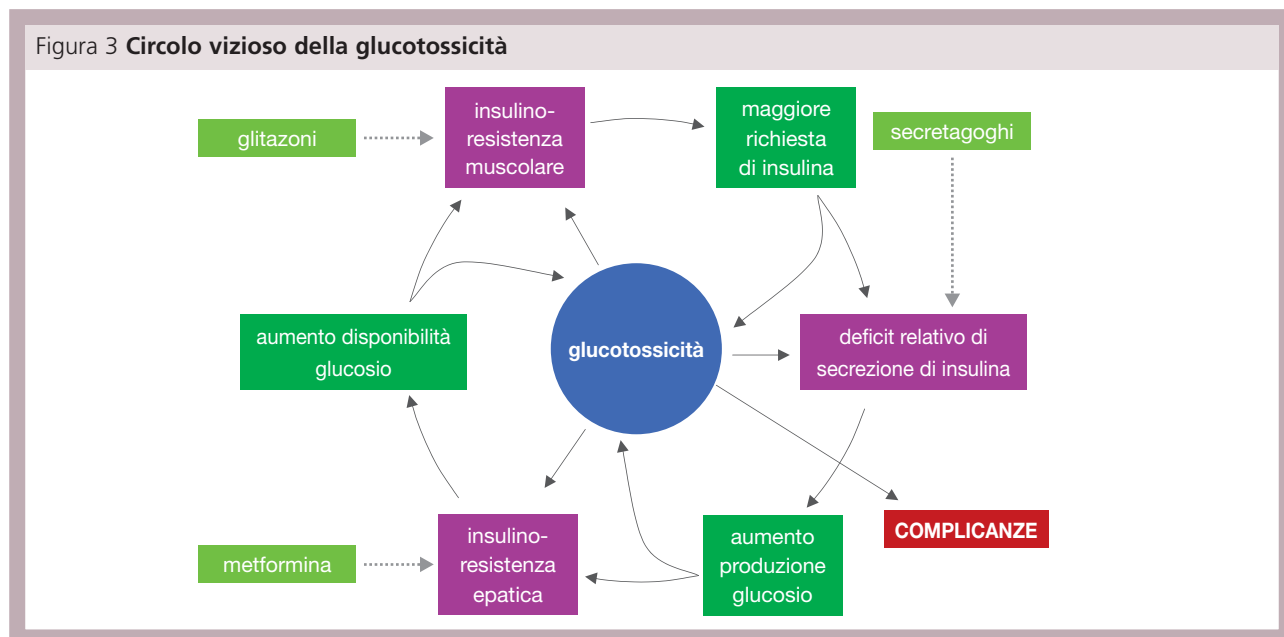 Figura 3 Circolo vizioso della glucotossicità
glitazoni
insulino-
resistenza
muscolare
maggiore
richiesta
di insulina
secretagoghi
aumento disponibilità
glucosio
glucotossicità
deficit relativo di
secrezione di insulina
metformina
insulino-
resistenza
epatica
aumento
produzione
glucosio
COMPLICANZE